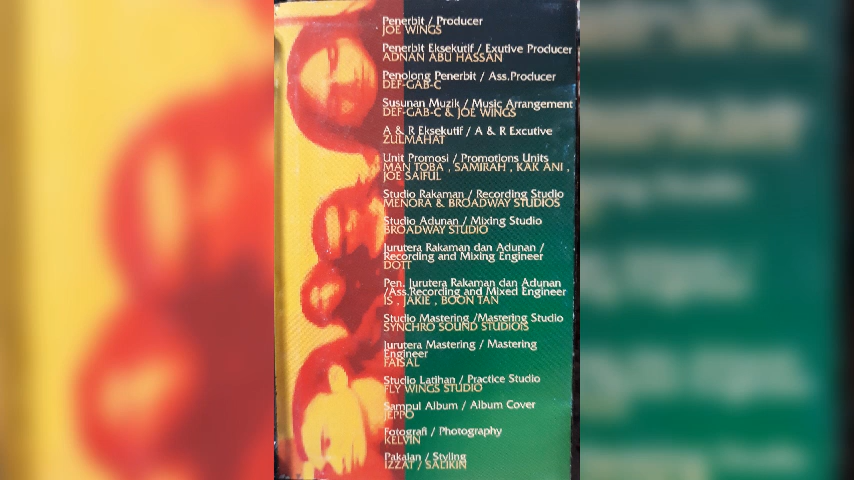 Penerbit / Producer
JOE WINGS
Penerbit Eksekutif / Exutive Producer
ADNAN ABU HASSAN
Penolong Penerbit / Ass.Producer
DEF-GAB-C
Susunan Muzik / Music Arrangement
DEF-GAB-C & JOE WINGS
A & R Eksekutif / A & R Excutive
ZULMAHAT
Unit Promosi / Promotions Units
MAN TOBA , SAMIRAH , KAK ANI ,
JOE SAIFUL
Studio Rakaman / Recording Studio
MENORA & BROADWAY STUDIOS
Studio Adunan / Mixing Studio
BROADWAY STUDIO
Jurutera Rakaman dan Adunan /
Recording and Mixing Engineer
DOTT
Pen. Jurutera Rakaman dan Adunan
/Ass.Recording and Mixed Engineer
IS , JAKIE , BOON TAN
Studio Mastering /Mastering Studio
SYNCHRO SOUND STUDIOIS
Jurutera Mastering / Mastering
Engineer
FAISAL
Studio Latihan / Practice Studio
FLY WINGS STUDIO
Sampul Album / Album Cover
JEPPO
Fotografi / Photography
KELVIN
Pakaian / Styling
IZZAT / SALIKIN